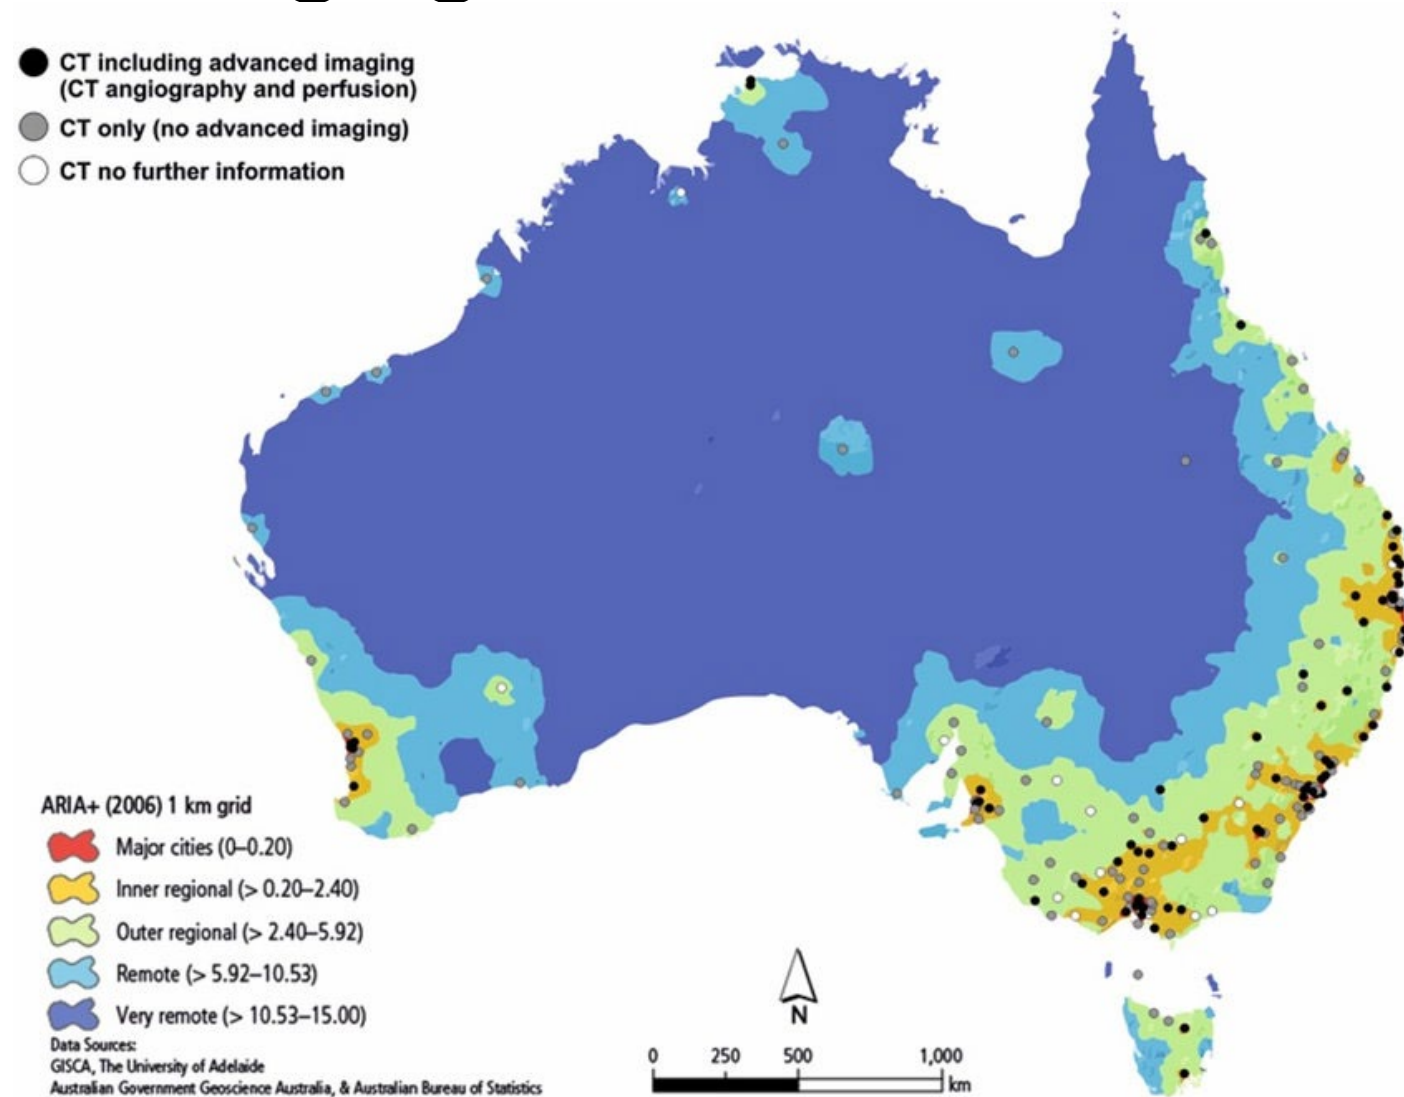 CT including advanced imaging
(CT angiography and perfusion)
CT only (no advanced imaging)
CT no further information
ARIA+ (2006) 1 km grid
Major cities (0–0.20)
Inner regional (> 0.20–2.40)
Outer regional (> 2.40–5.92)
Remote (> 5.92–10.53)
Very remote (> 10.53–15.00)
Data Sources:
GISCA, The University of Adelaide
Australian Government Geoscience Australia, & Australian Bureau of Statistics
N
0 250 500 1,000
km